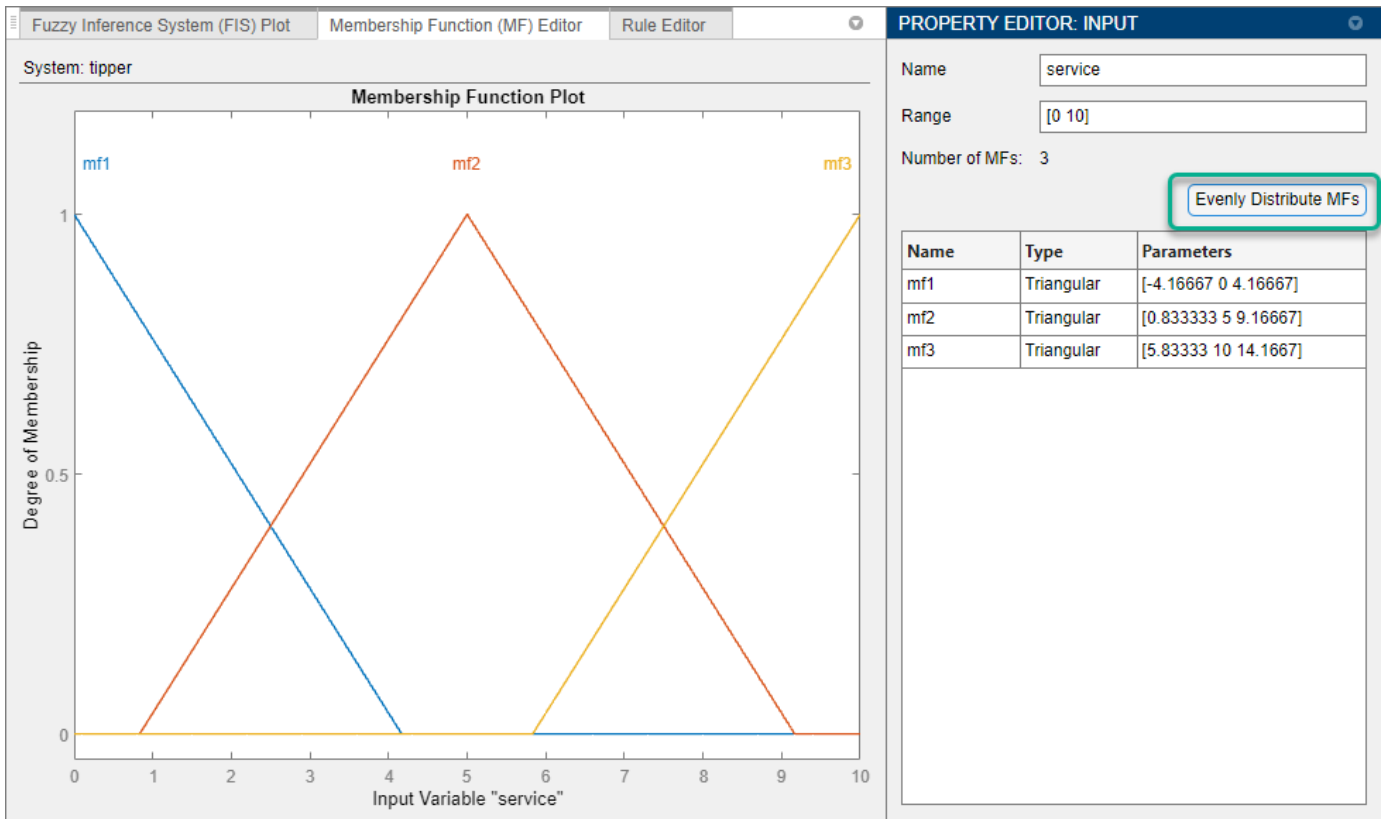 Fuzzy Inference System (FIS) Plot
Membership Function (MF) Editor
Rule Editor
System: tipper
Membership Function Plot
mf1 mf2 mf3
1
0.5
0
Degree of Membership
0 1 2 3 4 5 6 7 8 9 10
Input Variable "service"
PROPERTY EDITOR: INPUT
Name service
Range [0 10]
Number of MFs: 3
Evenly Distribute MFs
Name Type Parameters
mf1 Triangular [-4.16667 0 4.16667]
mf2 Triangular [0.833333 5 9.16667]
mf3 Triangular [5.83333 10 14.1667]